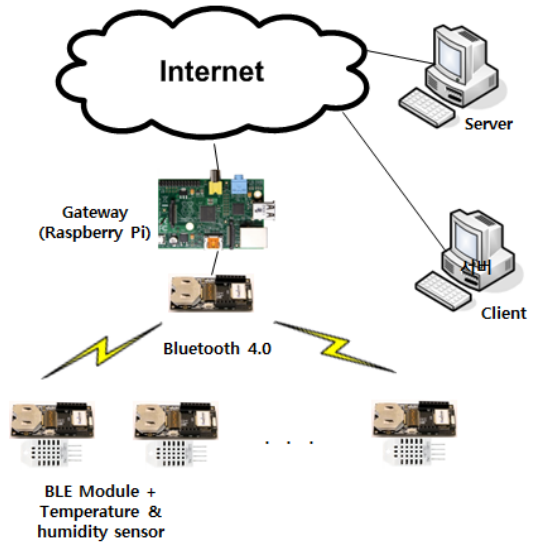 Internet
Server
Gateway
(Raspberry Pi)
서버
Client
Bluetooth 4.0
. . .
BLE Module +
Temperature &
humidity sensor